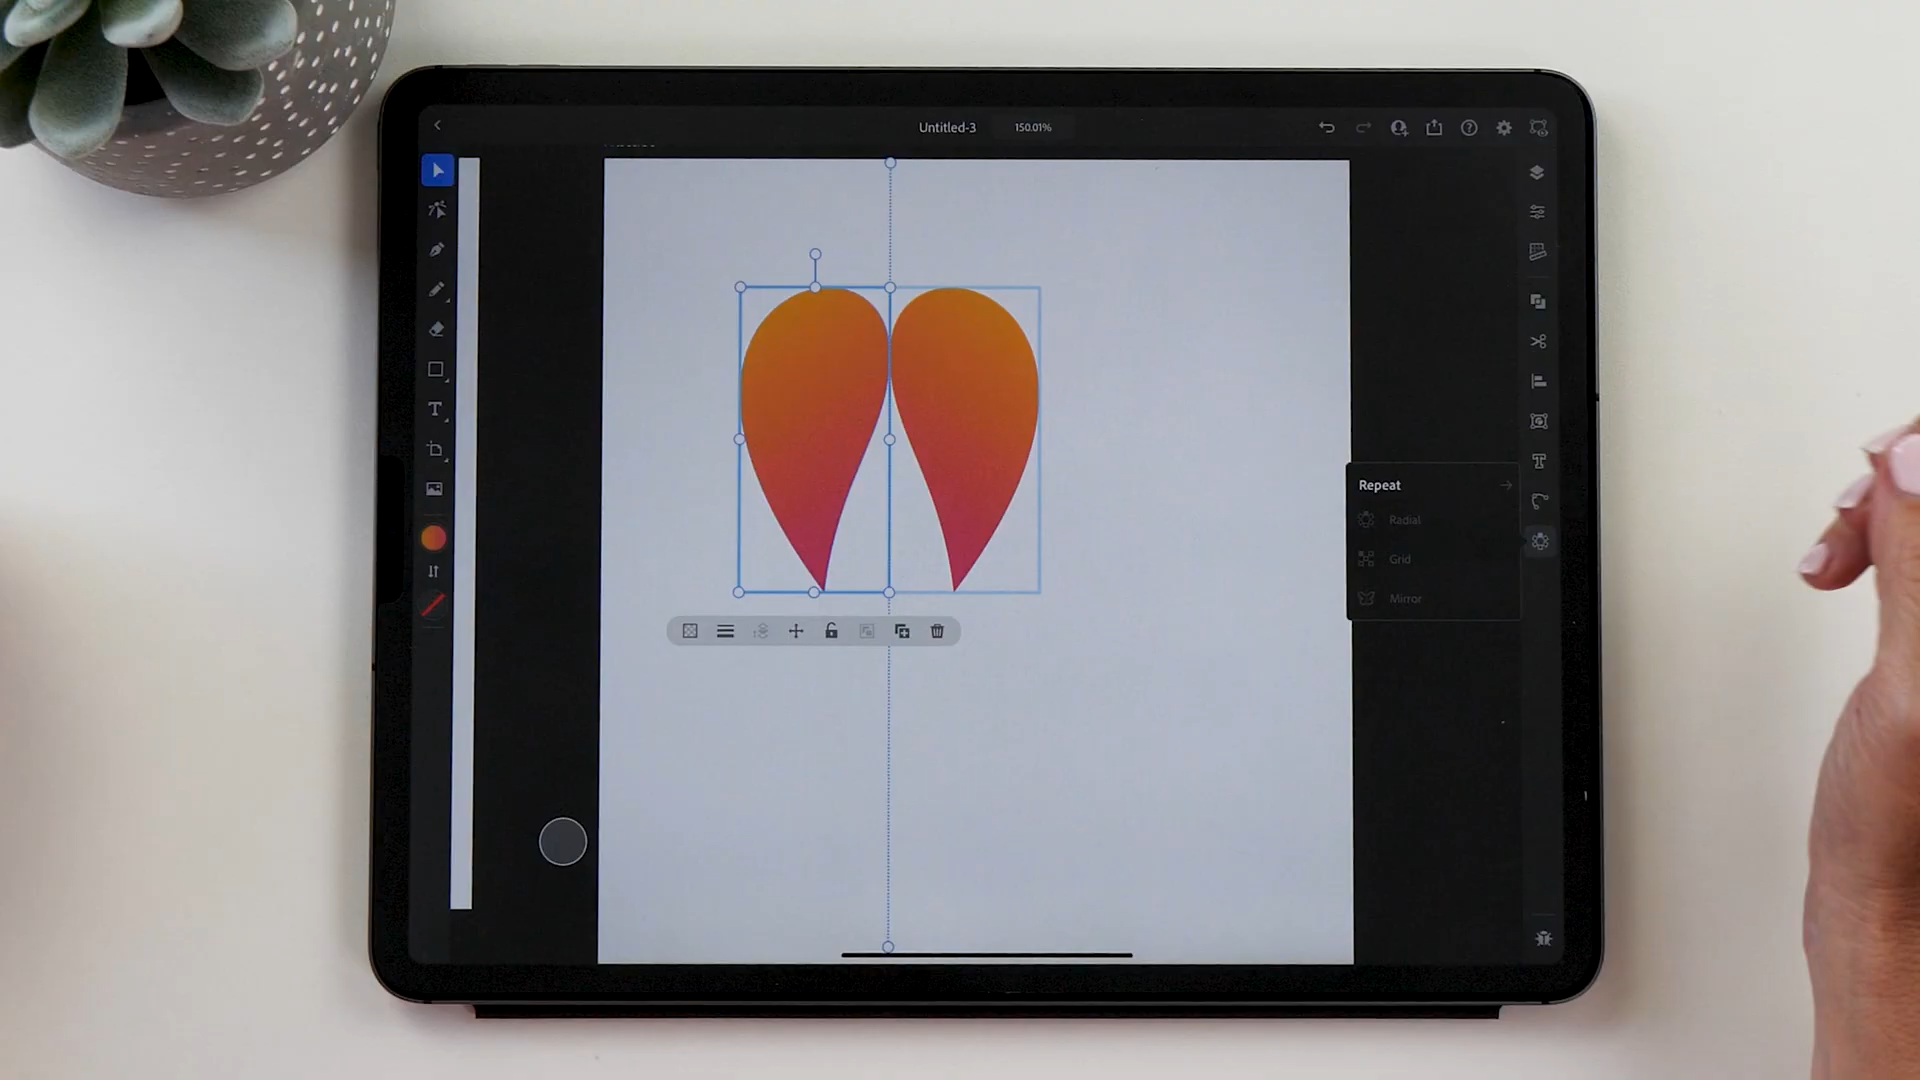 Untitled-3 150.01%
Repeat
Radial
Grid
Mirror